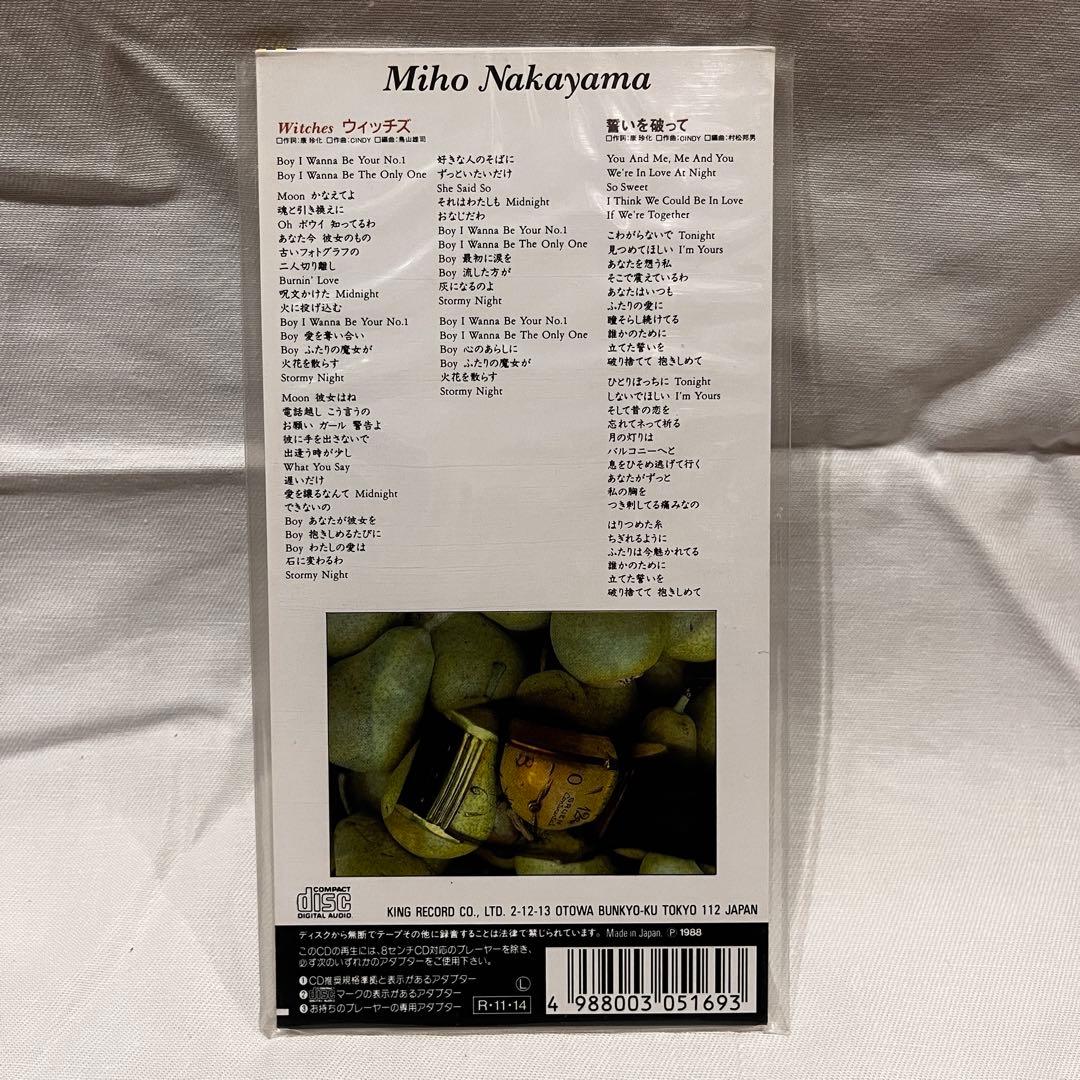 Miho Nakayama
Witches ウィッチズ
□作詞:康 珍化 □作曲:CINDY □編曲:鳥山雄司
Boy I Wanna Be Your No.1
Boy I Wanna Be The Only One
Moon かなえてよ
魂と引き換えに
Oh ボウイ 知ってるわ
あなた今 彼女のもの
古いフォトグラフの
二人切り離し
Burnin' Love
呪文かけた Midnight
火に投げ込む
Boy I Wanna Be Your No.1
Boy 愛を奪い合い
Boy ふたりの魔女が
火花を散らす
Stormy Night
Moon 彼女はね
電話越し こう言うの
お願い ガール 警告よ
彼に手を出さないで
出逢う時が少し
What You Say
遅いだけ
愛を譲るなんて Midnight
できないの
Boy あなたが彼女を
Boy 抱きしめるたびに
Boy わたしの愛は
石に変わるわ
Stormy Night
好きな人のそばに
ずっといたいだけ
She Said So
それはわたしも Midnight
おなじだわ
Boy I Wanna Be Your No.1
Boy I Wanna Be The Only One
Boy 最初に涙を
Boy 流した方が
灰になるのよ
Stormy Night
Boy I Wanna Be Your No.1
Boy I Wanna Be The Only One
Boy 心のあらしに
Boy ふたりの魔女が
火花を散らす
Stormy Night
誓いを破って
□作詞:康 珍化 □作曲:CINDY □編曲:村松邦男
You And Me, Me And You
We're In Love At Night
So Sweet
I Think We Could Be In Love
If We're Together
こわがらないで Tonight
見つめてほしい I'm Yours
あなたを想う私
そこで震えているわ
あなたはいつも
ふたりの愛に
瞳そらし続けてる
誰かのために
立てた誓いを
破り捨てて 抱きしめて
ひとりぼっちに Tonight
しないでほしい I'm Yours
そして昔の恋を
忘れてネって祈る
月の灯りは
バルコニーへと
息をひそめ逃げて行く
あなたがずっと
私の胸を
つき刺してる痛みなの
はりつめた糸
ちぎれるように
ふたりは今魅かれてる
誰かのために
立てた誓いを
破り捨てて 抱きしめて
COMPACT
disc
DIGITAL AUDIO
KING RECORD CO., LTD. 2-12-13 OTOWA BUNKYO-KU TOKYO 112 JAPAN
ディスクから無断でテープその他に録音することは法律で禁じられています。 Made in Japan. Ⓟ 1988
このCDの再生には、8センチCD対応のプレーヤーを除き、
必ず次のいずれかのアダプターをご使用下さい。
❶CD推奨規格準拠と表示があるアダプター
❷disc マークの表示があるアダプター
❸お持ちのプレーヤーの専用アダプター
Ⓛ
R・11・14
4 988003 051693